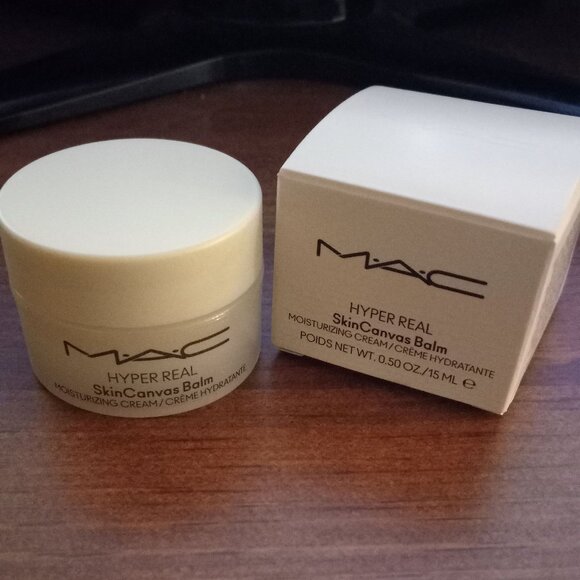 M·A·C
HYPER REAL
SkinCanvas Balm
MOISTURIZING CREAM/CRÈME HYDRATANTE
M·A·C
HYPER REAL
SkinCanvas Balm
MOISTURIZING CREAM/CRÈME HYDRATANTE
POIDS NET WT. 0.50 OZ./15 ML ℮